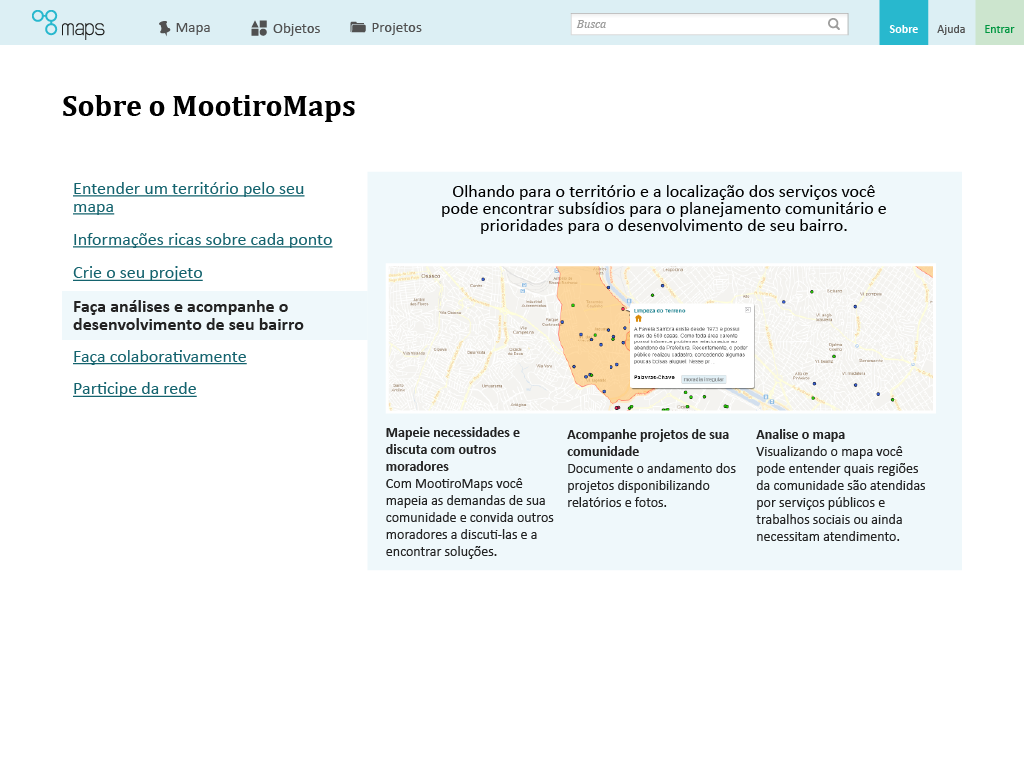 maps
Mapa
Objetos
Projetos
Busca
Sobre
Ajuda
Entrar
Sobre o MootiroMaps
Entender um território pelo seu
mapa
Informações ricas sobre cada ponto
Crie o seu projeto
Faça análises e acompanhe o
desenvolvimento de seu bairro
Faça colaborativamente
Participe da rede
Olhando para o território e a localização dos serviços você
pode encontrar subsídios para o planejamento comunitário e
prioridades para o desenvolvimento de seu bairro.
Osasco
Limpeza do Terreno
Palavras-Chave
Mapeie necessidades e
discuta com outros
moradores
Com MootiroMaps você
mapeia as demandas de sua
comunidade e convida outros
moradores a discuti-las e a
encontrar soluções.
Acompanhe projetos de sua
comunidade
Documente o andamento dos
projetos disponibilizando
relatórios e fotos.
Analise o mapa
Visualizando o mapa você
pode entender quais regiões
da comunidade são atendidas
por serviços públicos e
trabalhos sociais ou ainda
necessitam atendimento.